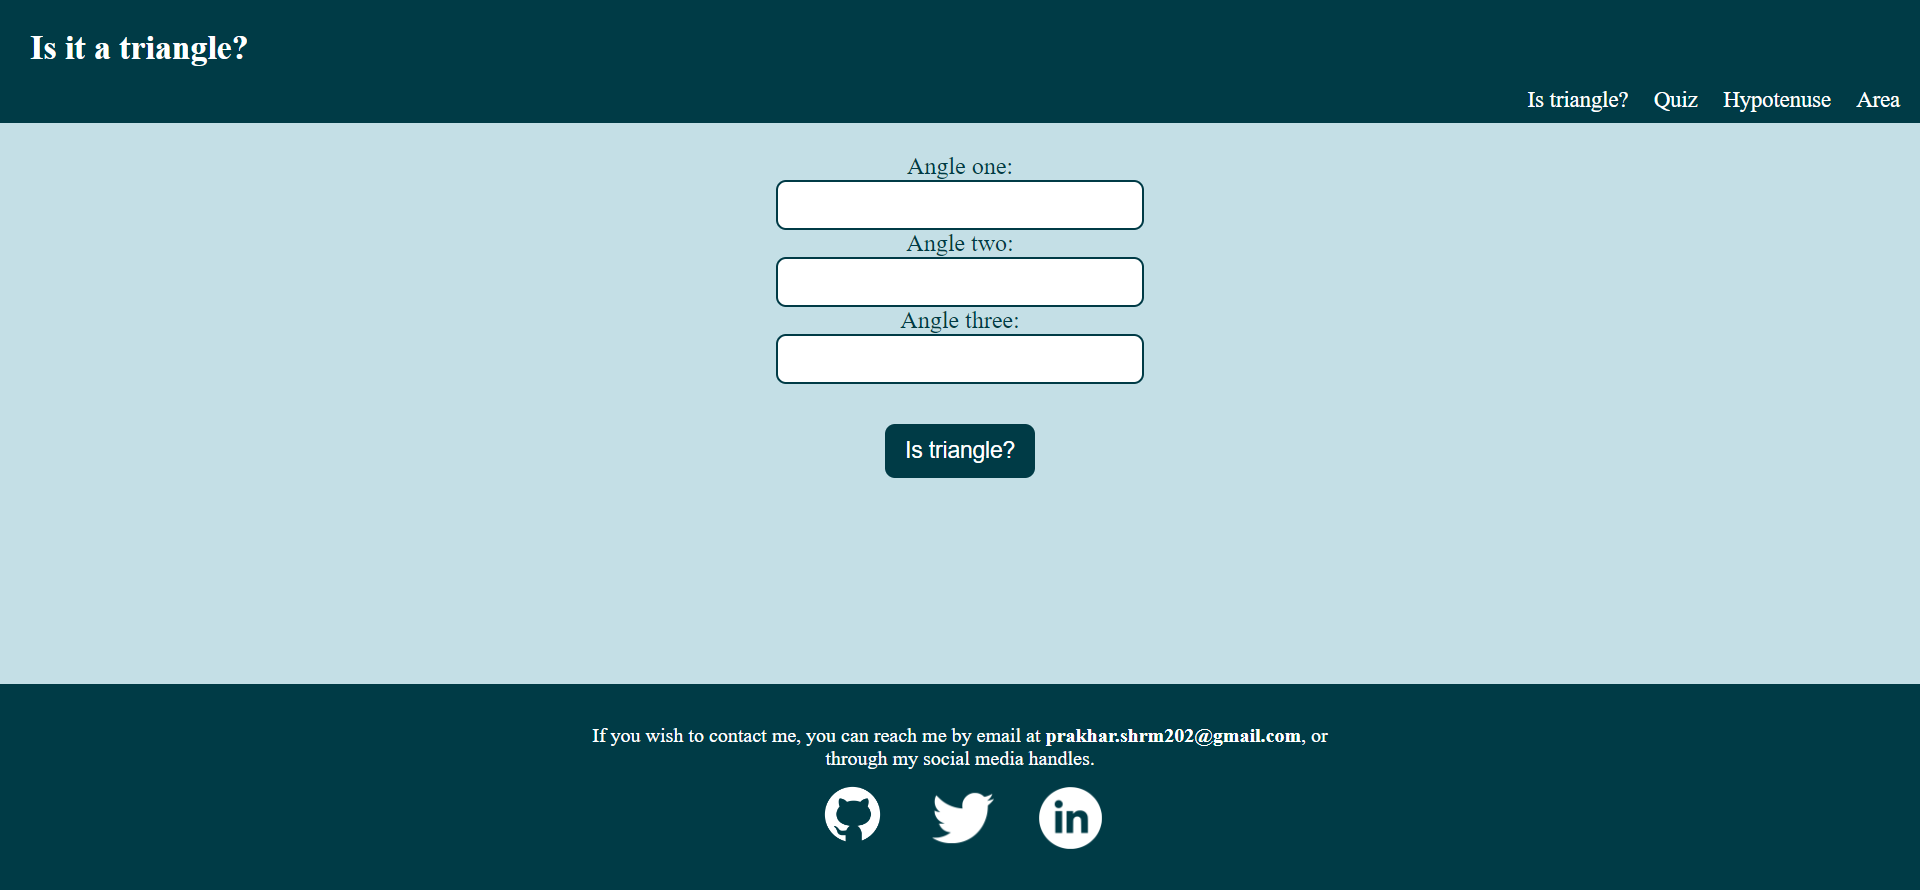 Is it a triangle?
Is triangle? Quiz Hypotenuse Area
Angle one:
Angle two:
Angle three:
Is triangle?
If you wish to contact me, you can reach me by email at prakhar.shrm202@gmail.com, or
through my social media handles.
in